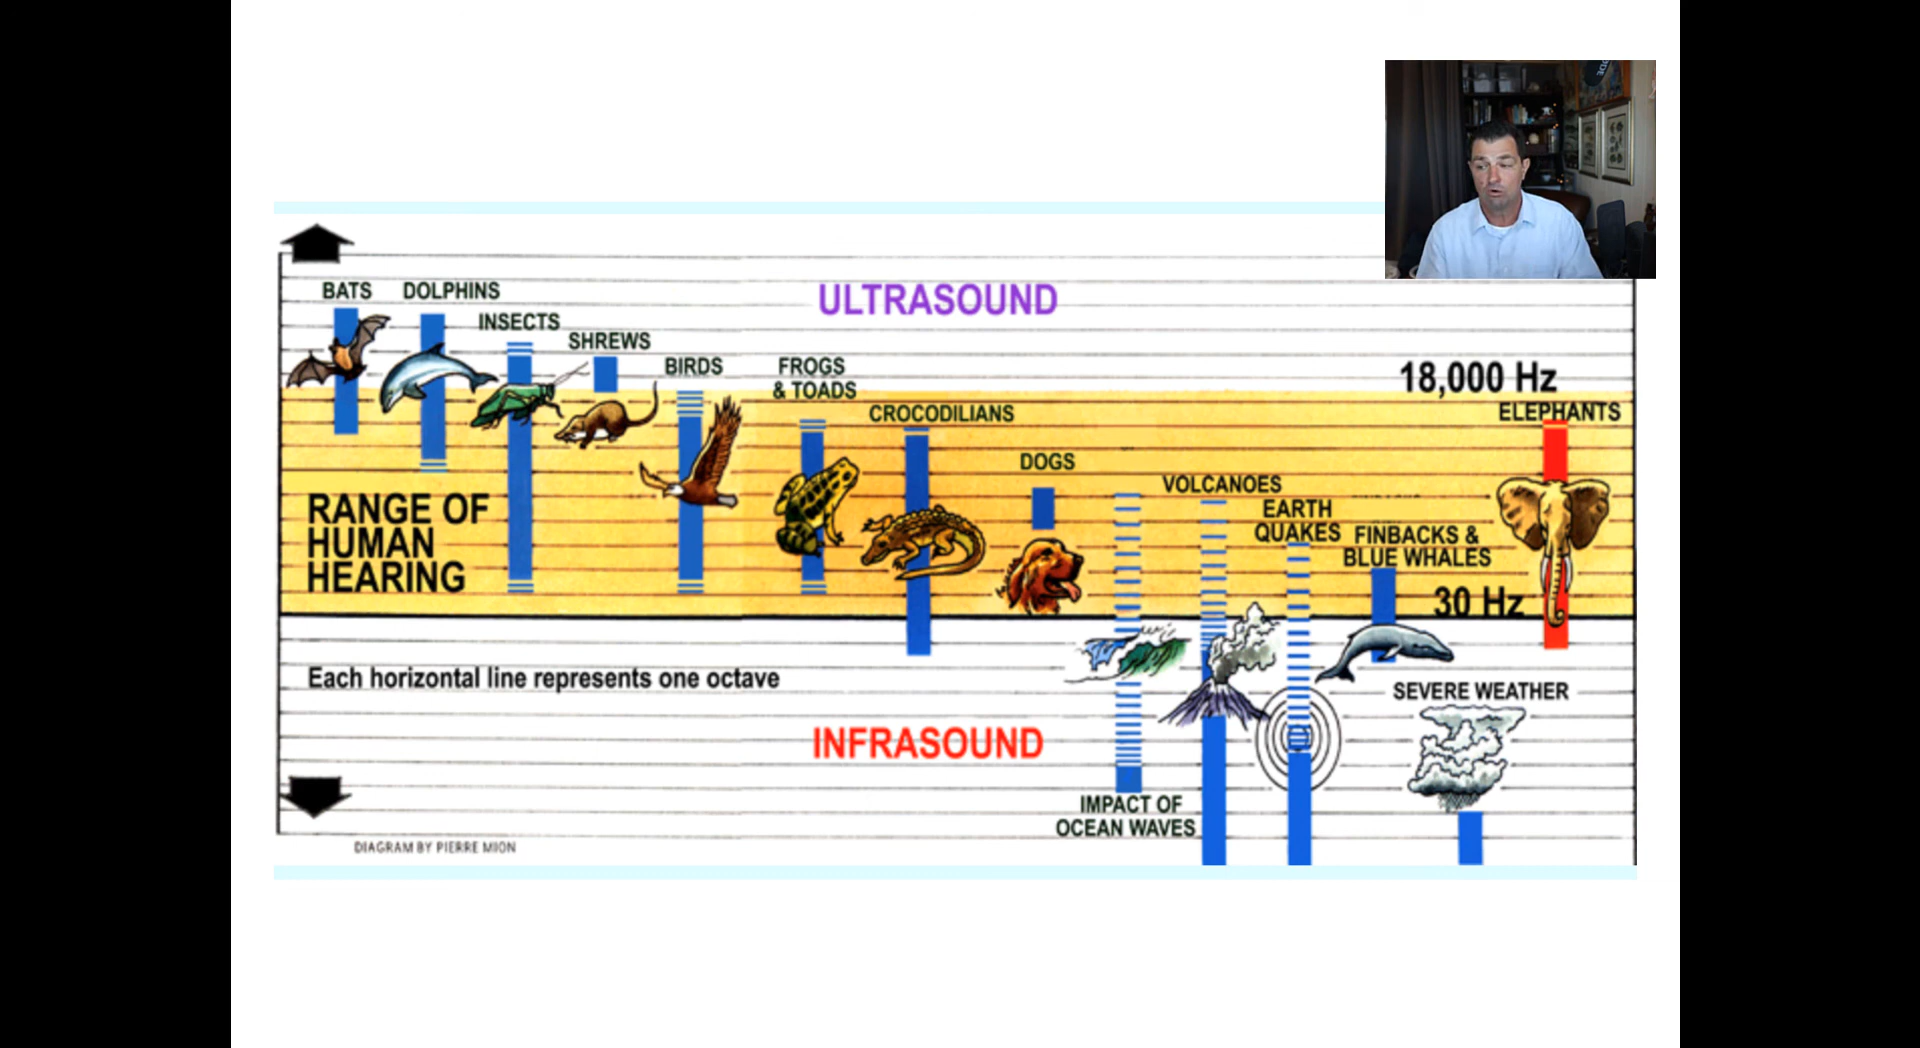 BATS
DOLPHINS
ULTRASOUND
INSECTS
SHREWS
BIRDS
FROGS
& TOADS
18,000 Hz
ELEPHANTS
CROCODILIANS
DOGS
VOLCANOES
RANGE OF
HUMAN
HEARING
EARTH
QUAKES
FINBACKS &
BLUE WHALES
30 Hz
Each horizontal line represents one octave
SEVERE WEATHER
INFRASOUND
IMPACT OF
OCEAN WAVES
DIAGRAM BY PIERRE MION